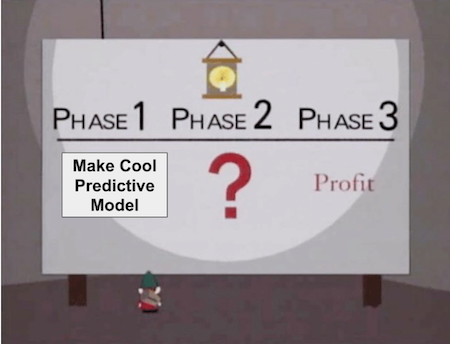 PHASE 1 PHASE 2 PHASE 3
Make Cool
Predictive
Model
?
Profit